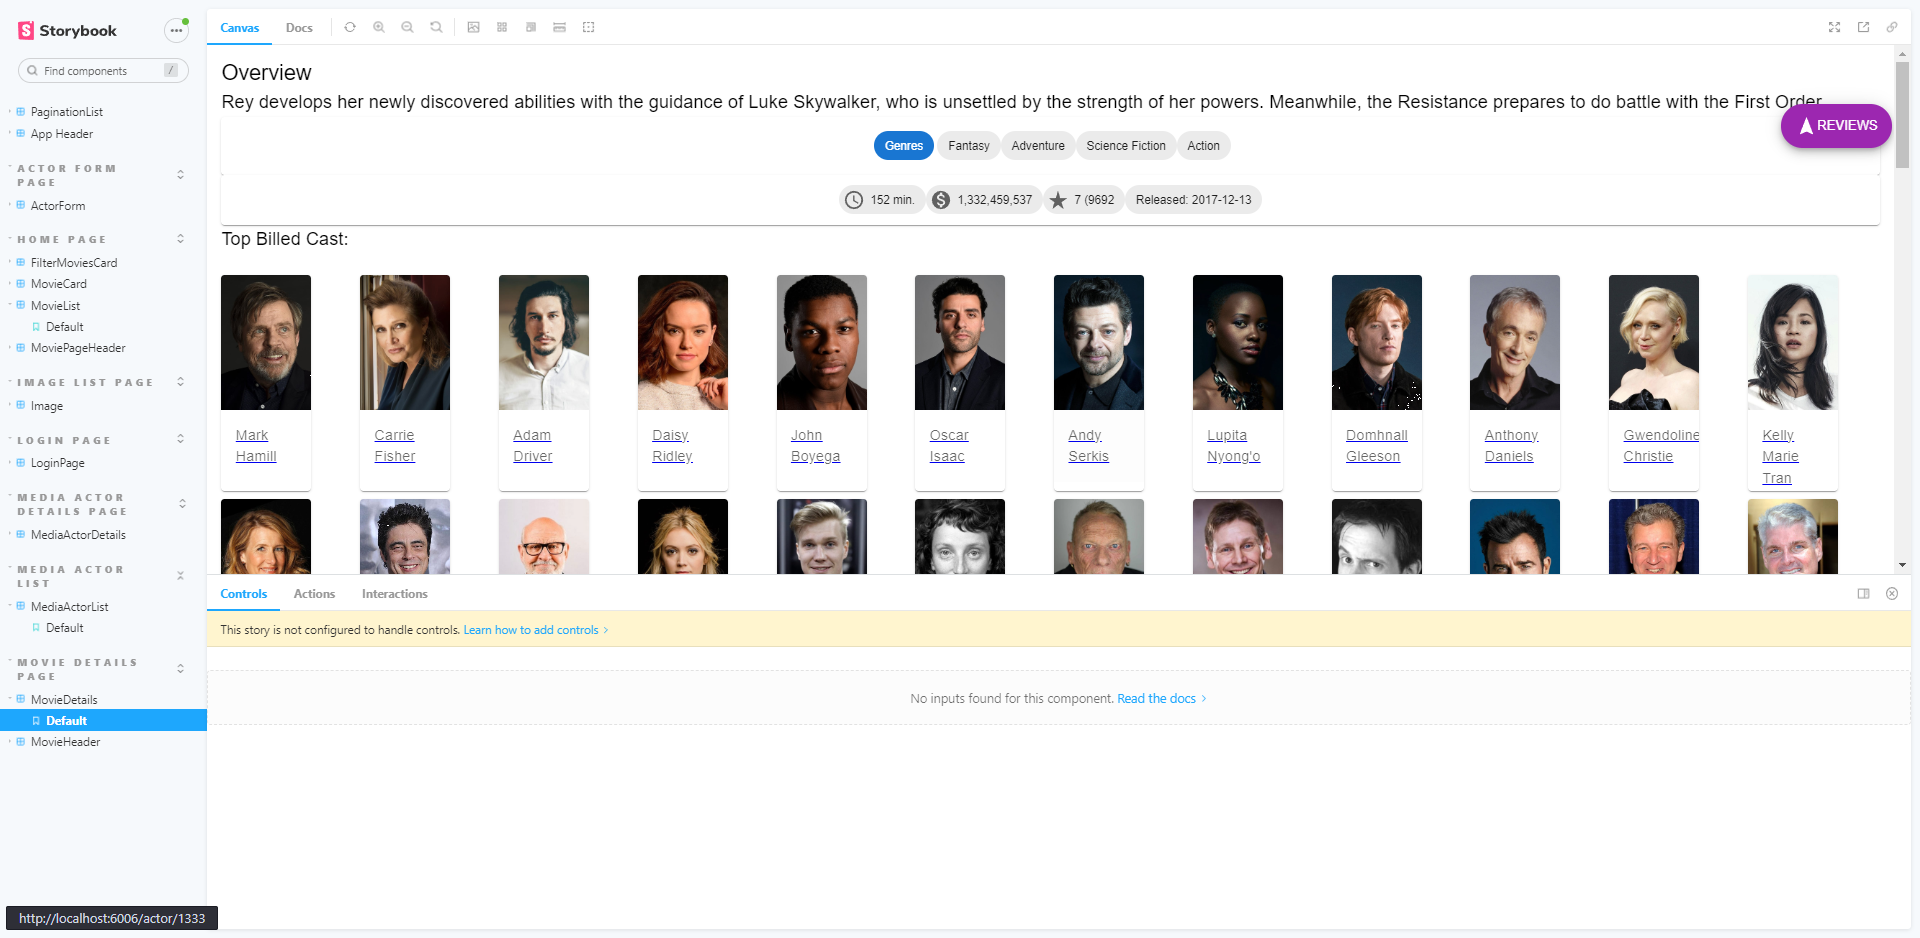 Storybook
Find components /
PaginationList
App Header
ACTOR FORM
PAGE
ActorForm
HOME PAGE
FilterMoviesCard
MovieCard
MovieList
Default
MoviePageHeader
IMAGE LIST PAGE
Image
LOGIN PAGE
LoginPage
MEDIA ACTOR
DETAILS PAGE
MediaActorDetails
MEDIA ACTOR
LIST
MediaActorList
Default
MOVIE DETAILS
PAGE
MovieDetails
Default
MovieHeader
http://localhost:6006/actor/1333
Canvas Docs
Overview
Rey develops her newly discovered abilities with the guidance of Luke Skywalker, who is unsettled by the strength of her powers. Meanwhile, the Resistance prepares to do battle with the First Order.
REVIEWS
Genres Fantasy Adventure Science Fiction Action
152 min. 1,332,459,537 7 (9692 Released: 2017-12-13
Top Billed Cast:
Mark
Hamill
Carrie
Fisher
Adam
Driver
Daisy
Ridley
John
Boyega
Oscar
Isaac
Andy
Serkis
Lupita
Nyong'o
Domhnall
Gleeson
Anthony
Daniels
Gwendoline
Christie
Kelly
Marie
Tran
Controls Actions Interactions
This story is not configured to handle controls. Learn how to add controls
No inputs found for this component. Read the docs